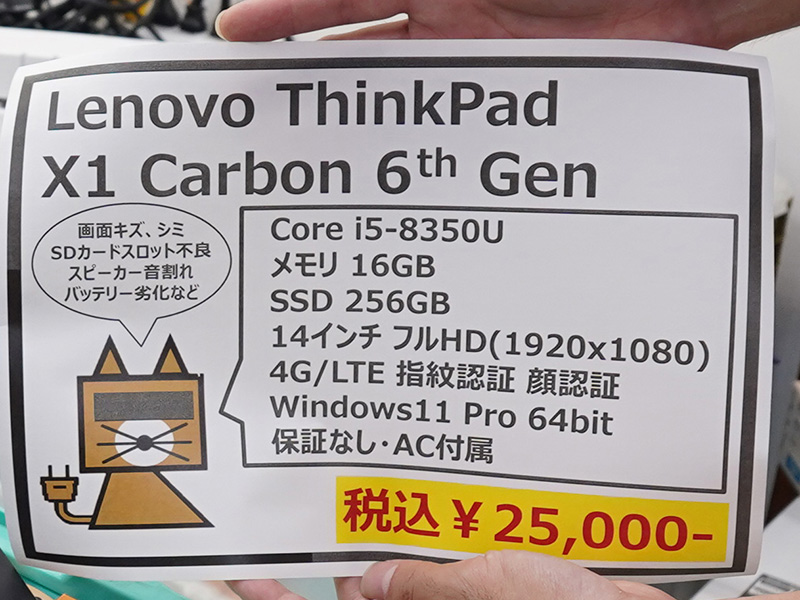 Lenovo ThinkPad
X1 Carbon 6th Gen
画面キズ、シミ
SDカードスロット不良
スピーカー音割れ
バッテリー劣化など
Core i5-8350U
メモリ 16GB
SSD 256GB
14インチ フルHD(1920x1080)
4G/LTE 指紋認証 顔認証
Windows11 Pro 64bit
保証なし・AC付属
税込￥25,000-